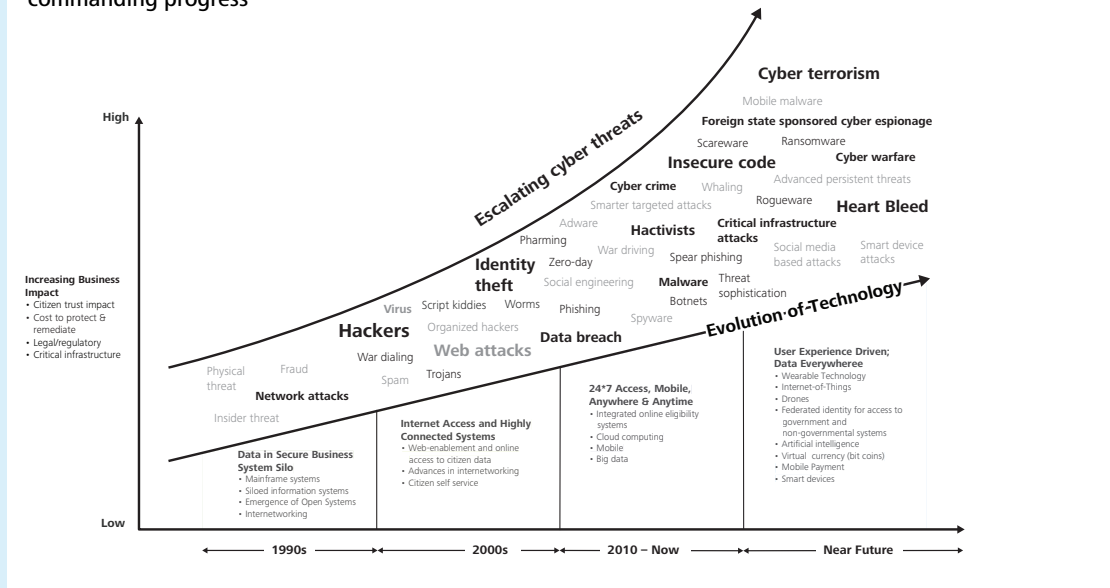 commanding progress
High
Cyber terrorism
Mobile malware
Foreign state sponsored cyber espionage
Scareware
Ransomware
Insecure code
Cyber warfare
Escalating cyber threats
Cyber crime
Whaling
Advanced persistent threats
Smarter targeted attacks
Rogueware
Heart Bleed
Adware
Hactivists
Critical infrastructure
attacks
Pharming
War driving
Spear phishing
Social media
based attacks
Smart device
attacks
Identity
theft
Zero-day
Social engineering
Malware
Threat
sophistication
Botnets
Virus
Script kiddies
Worms
Phishing
Spyware
Evolution-of-Technology
Hackers
Organized hackers
Data breach
War dialing
Web attacks
Spam
Trojans
Physical
threat
Fraud
Network attacks
Insider threat
Increasing Business
Impact
• Citizen trust impact
• Cost to protect &
remediate
• Legal/regulatory
• Critical infrastructure
Data in Secure Business
System Silo
• Mainframe systems
• Siloed information systems
• Emergence of Open Systems
• Internetworking
Internet Access and Highly
Connected Systems
• Web-enablement and online
access to citizen data
• Advances in internetworking
• Citizen self service
24*7 Access, Mobile,
Anywhere & Anytime
• Integrated online eligibility
systems
• Cloud computing
• Mobile
• Big data
User Experience Driven;
Data Everywheree
• Wearable Technology
• Internet-of-Things
• Drones
• Federated identity for access to
government and
non-governmental systems
• Artificial intelligence
• Virtual currency (bit coins)
• Mobile Payment
• Smart devices
Low
1990s
2000s
2010 – Now
Near Future